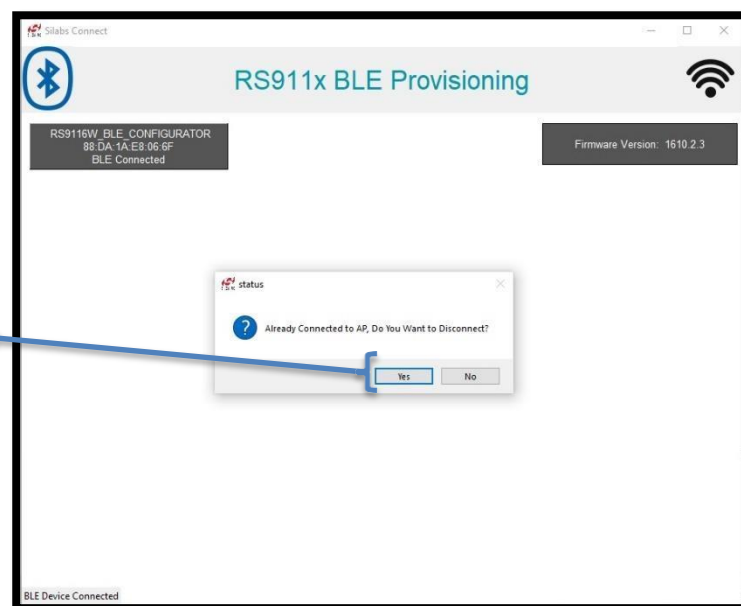 Silabs Connect
RS911x BLE Provisioning
RS9116W_BLE_CONFIGURATOR
88:DA:1A:E8:06:6F
BLE Connected
Firmware Version: 1610.2.3
status
Already Connected to AP, Do You Want to Disconnect?
Yes
No
BLE Device Connected